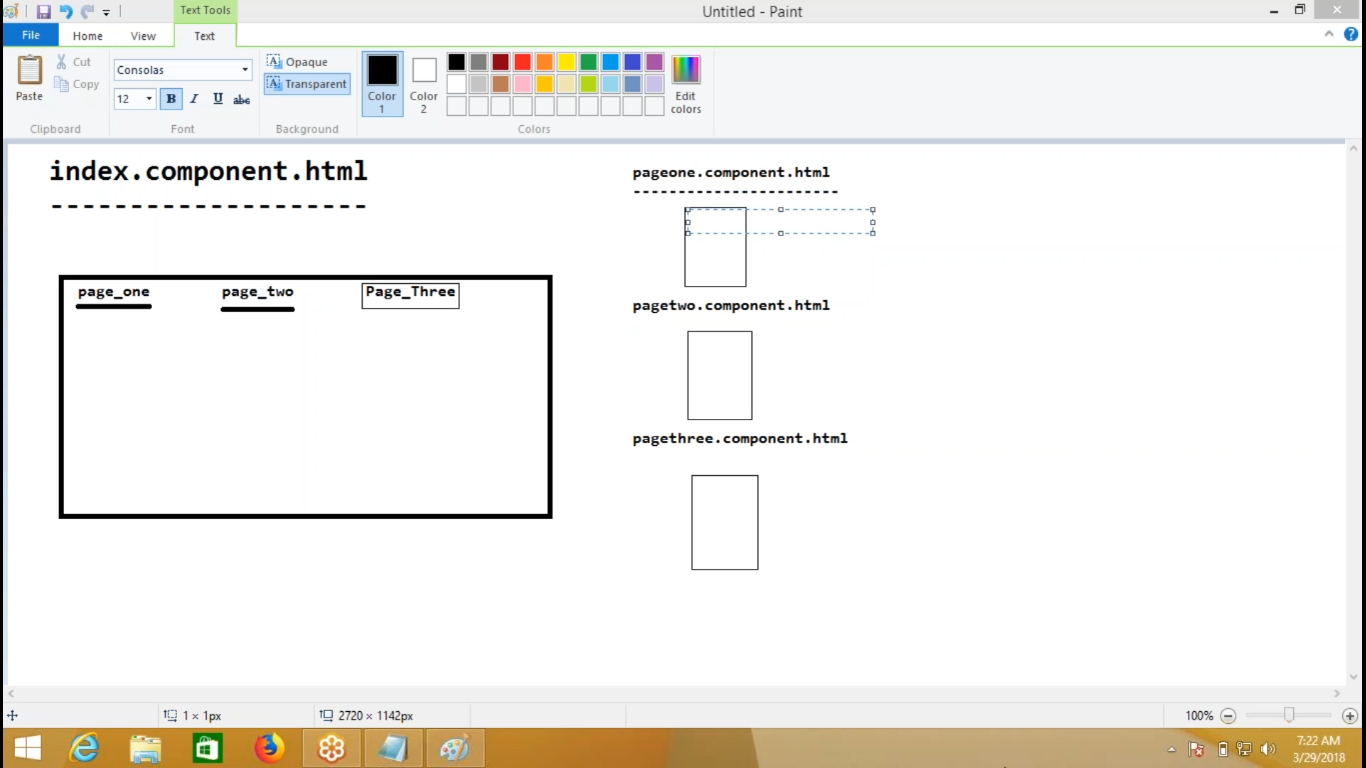 Text Tools
Untitled - Paint
File
Home
View
Text
Paste
Cut
Copy
Clipboard
Consolas
12
B
I
U
abc
Font
Opaque
Transparent
Background
Color
1
Color
2
Edit
colors
Colors
index.component.html
--------------------
page_one
page_two
Page_Three
pageone.component.html
-----------------------
pagetwo.component.html
pagethree.component.html
1 × 1px
2720 × 1142px
100%
7:22 AM
3/29/2018